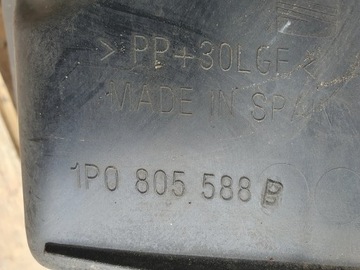 > PP+30LGF <
MADE IN SPAIN
1P0 805 588 B